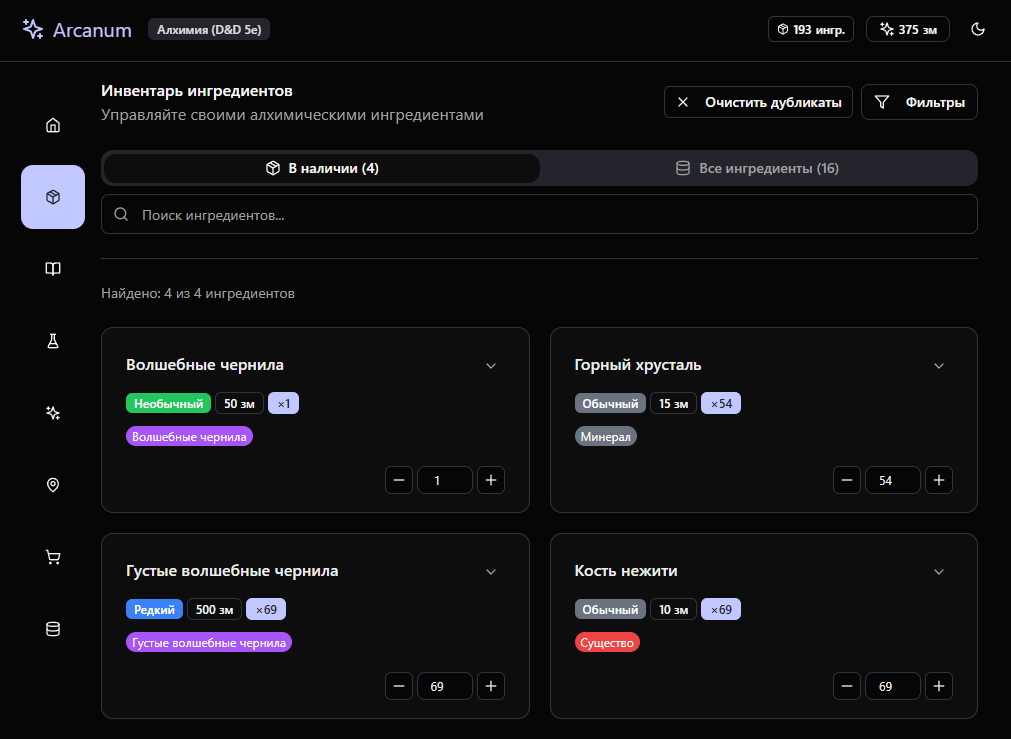 Arcanum Алхимия (D&D 5e) 193 ингр. 375 зм
Инвентарь ингредиентов
Управляйте своими алхимическими ингредиентами
Очистить дубликаты Фильтры
В наличии (4) Все ингредиенты (16)
Поиск ингредиентов...
Найдено: 4 из 4 ингредиентов
Волшебные чернила
Необычный 50 зм ×1
Волшебные чернила
1
Горный хрусталь
Обычный 15 зм ×54
Минерал
54
Густые волшебные чернила
Редкий 500 зм ×69
Густые волшебные чернила
69
Кость нежити
Обычный 10 зм ×69
Существо
69